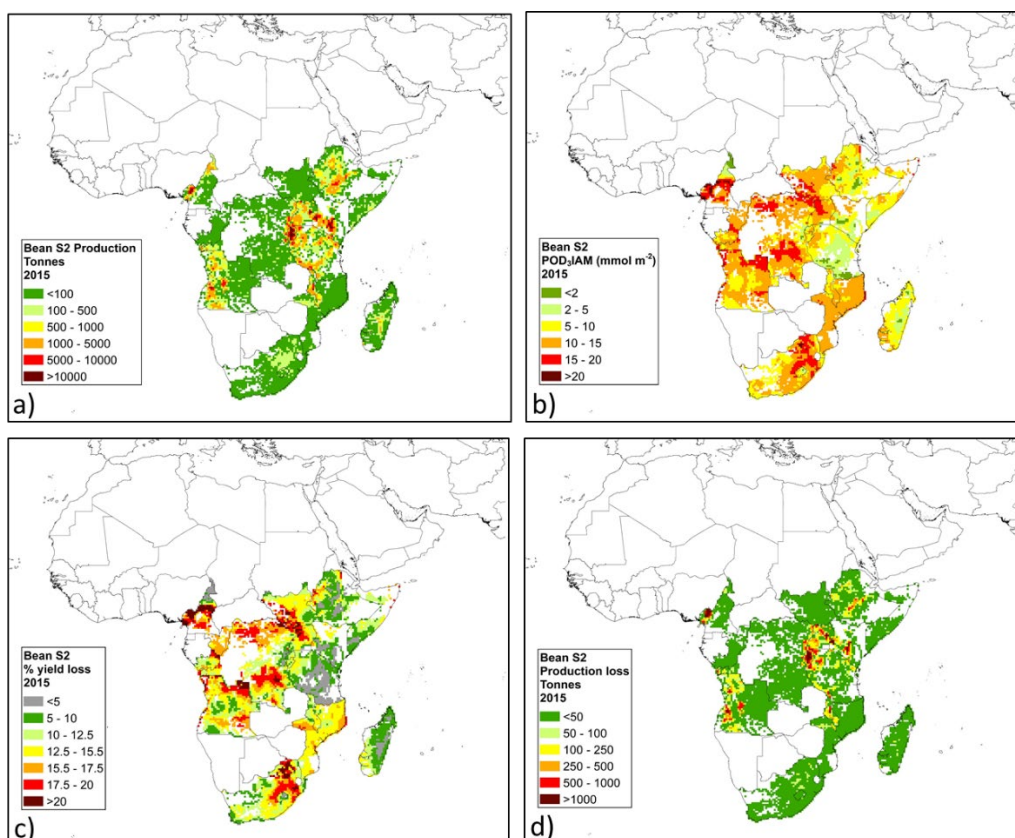 Bean S2 Production
Tonnes
2015
<100
100 - 500
500 - 1000
1000 - 5000
5000 - 10000
>10000
a)
Bean S2
POD₃IAM (mmol m⁻²)
2015
<2
2 - 5
5 - 10
10 - 15
15 - 20
>20
b)
Bean S2
% yield loss
2015
<5
5 - 10
10 - 12.5
12.5 - 15.5
15.5 - 17.5
17.5 - 20
>20
c)
Bean S2
Production loss
Tonnes
2015
<50
50 - 100
100 - 250
250 - 500
500 - 1000
>1000
d)